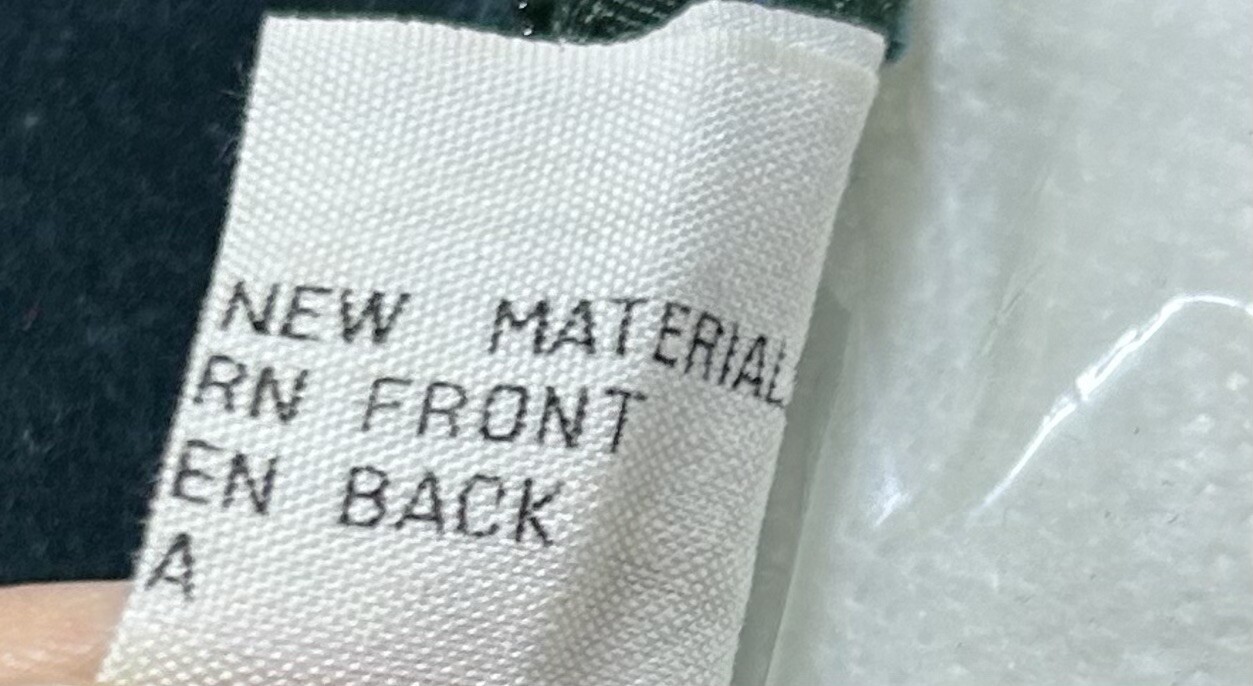 NEW MATERIAL
RN FRONT
EN BACK
A